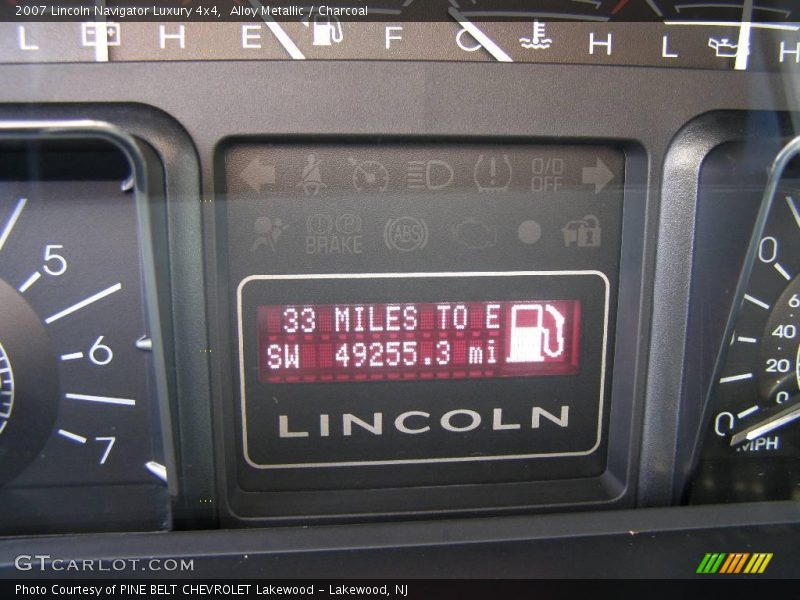 2007 Lincoln Navigator Luxury 4x4, Alloy Metallic / Charcoal
L H E F C H L H
O/D OFF
BRAKE ABS
33 MILES TO E
SW 49255.3 mi
LINCOLN
5
6
7
0
60
40
20
0
0
MPH
GTCARLOT.COM
Photo Courtesy of PINE BELT CHEVROLET Lakewood - Lakewood, NJ